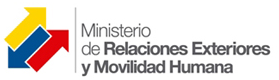 Ministerio
de Relaciones Exteriores
y Movilidad Humana